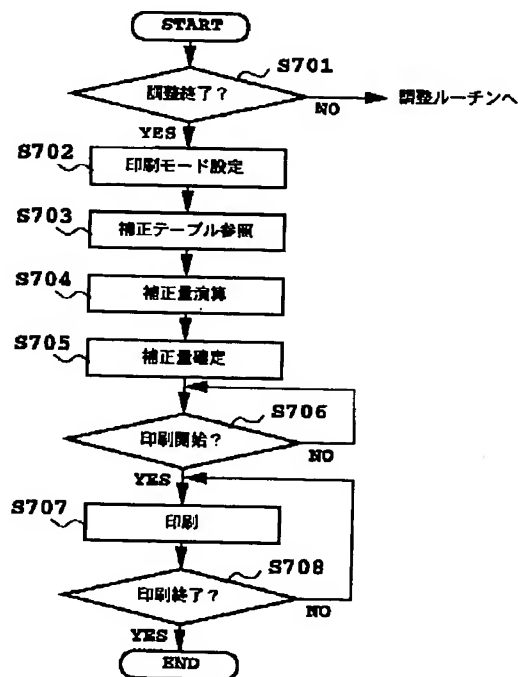 START
S701
調整終了?
NO
調整ルーチンへ
YES
S702
印刷モード設定
S703
補正テーブル参照
S704
補正量演算
S705
補正量確定
S706
印刷開始?
NO
YES
S707
印刷
S708
印刷終了?
NO
YES
END